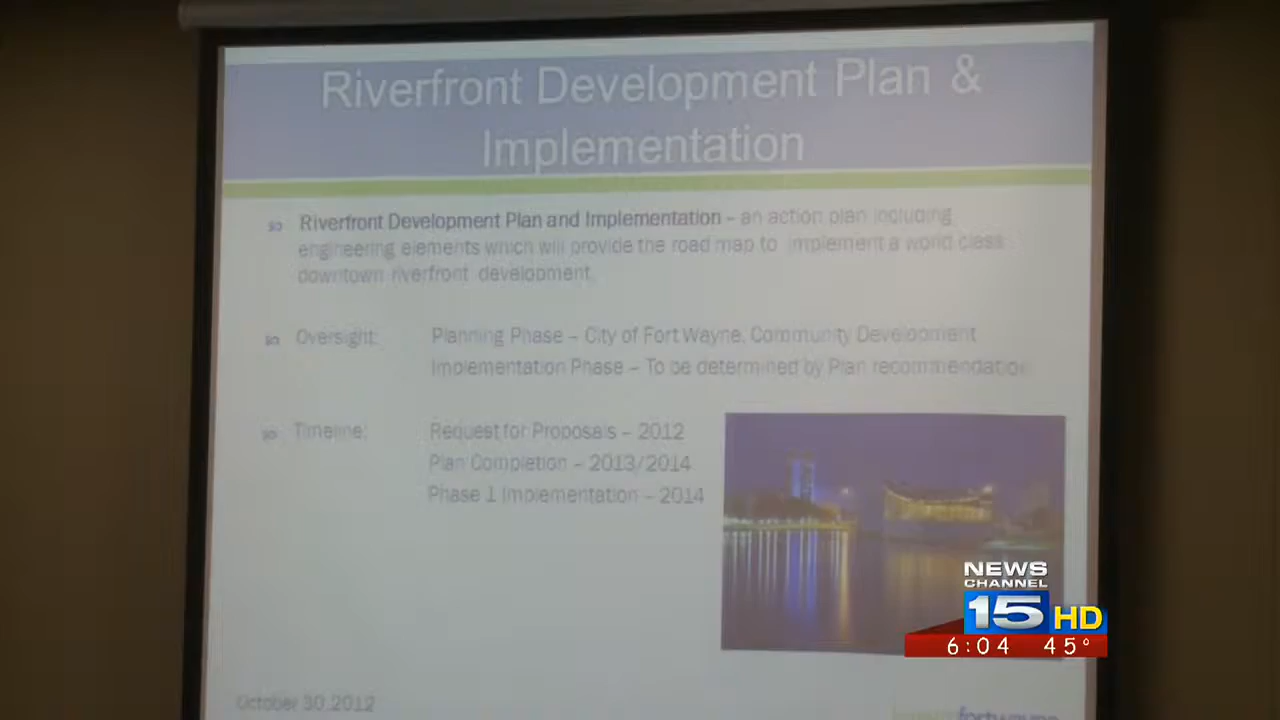 Riverfront Development Plan &
Implementation
Riverfront Development Plan and Implementation – an action plan including
engineering elements which will provide the road map to implement a world class
downtown riverfront development.
Oversight: Planning Phase – City of Fort Wayne, Community Development
Implementation Phase – To be determined by Plan recommendation
Timeline: Request for Proposals – 2012
Plan Completion – 2013/2014
Phase 1 Implementation – 2014
NEWS
CHANNEL
15 HD
6:04 45°
October 30,2012
fortwayne